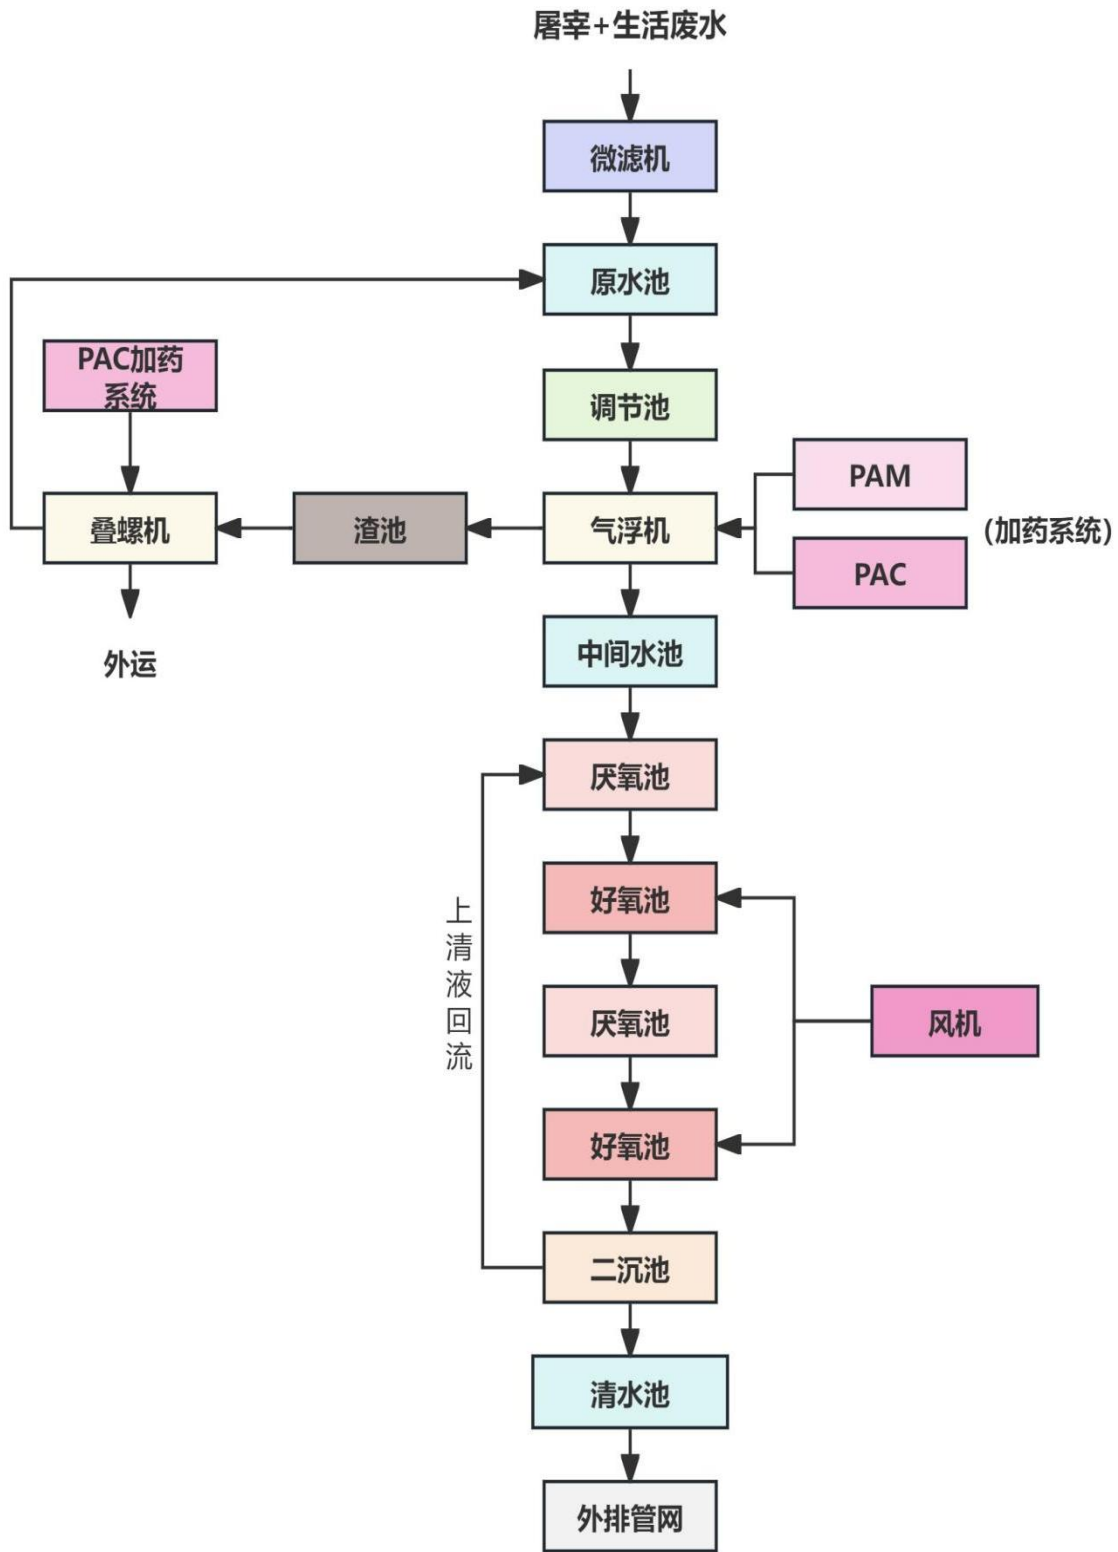 屠宰+生活废水
微滤机
原水池
PAC加药
系统
调节池
PAM
叠螺机
渣池
气浮机
(加药系统)
PAC
中间水池
外运
厌氧池
好氧池
上
清
液
回
流
厌氧池
风机
好氧池
二沉池
清水池
外排管网